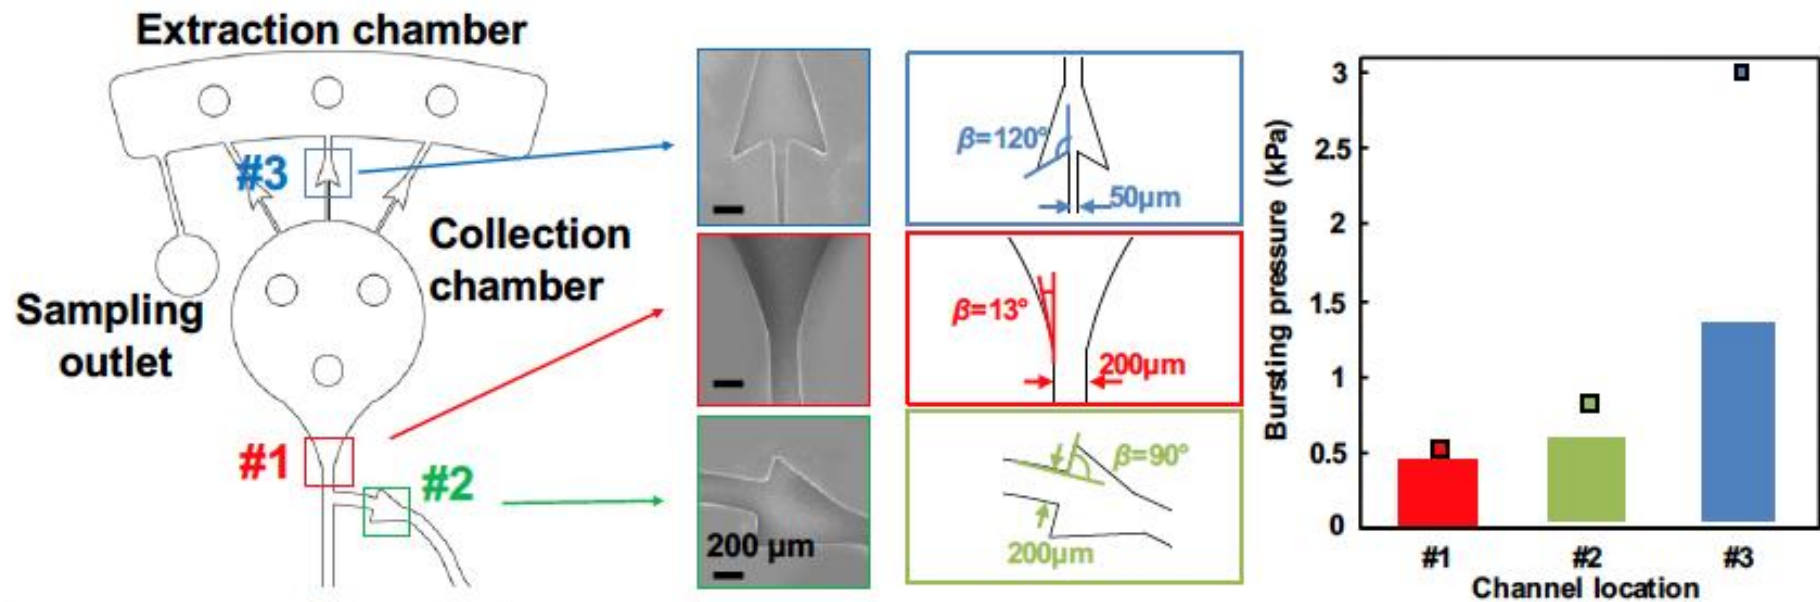 Extraction chamber
#3
Collection
chamber
Sampling
outlet
#1
#2
200 µm
β=120°
50µm
β=13°
200µm
β=90°
200µm
Bursting pressure (kPa)
3
2.5
2
1.5
1
0.5
0
#1
#2
#3
Channel location